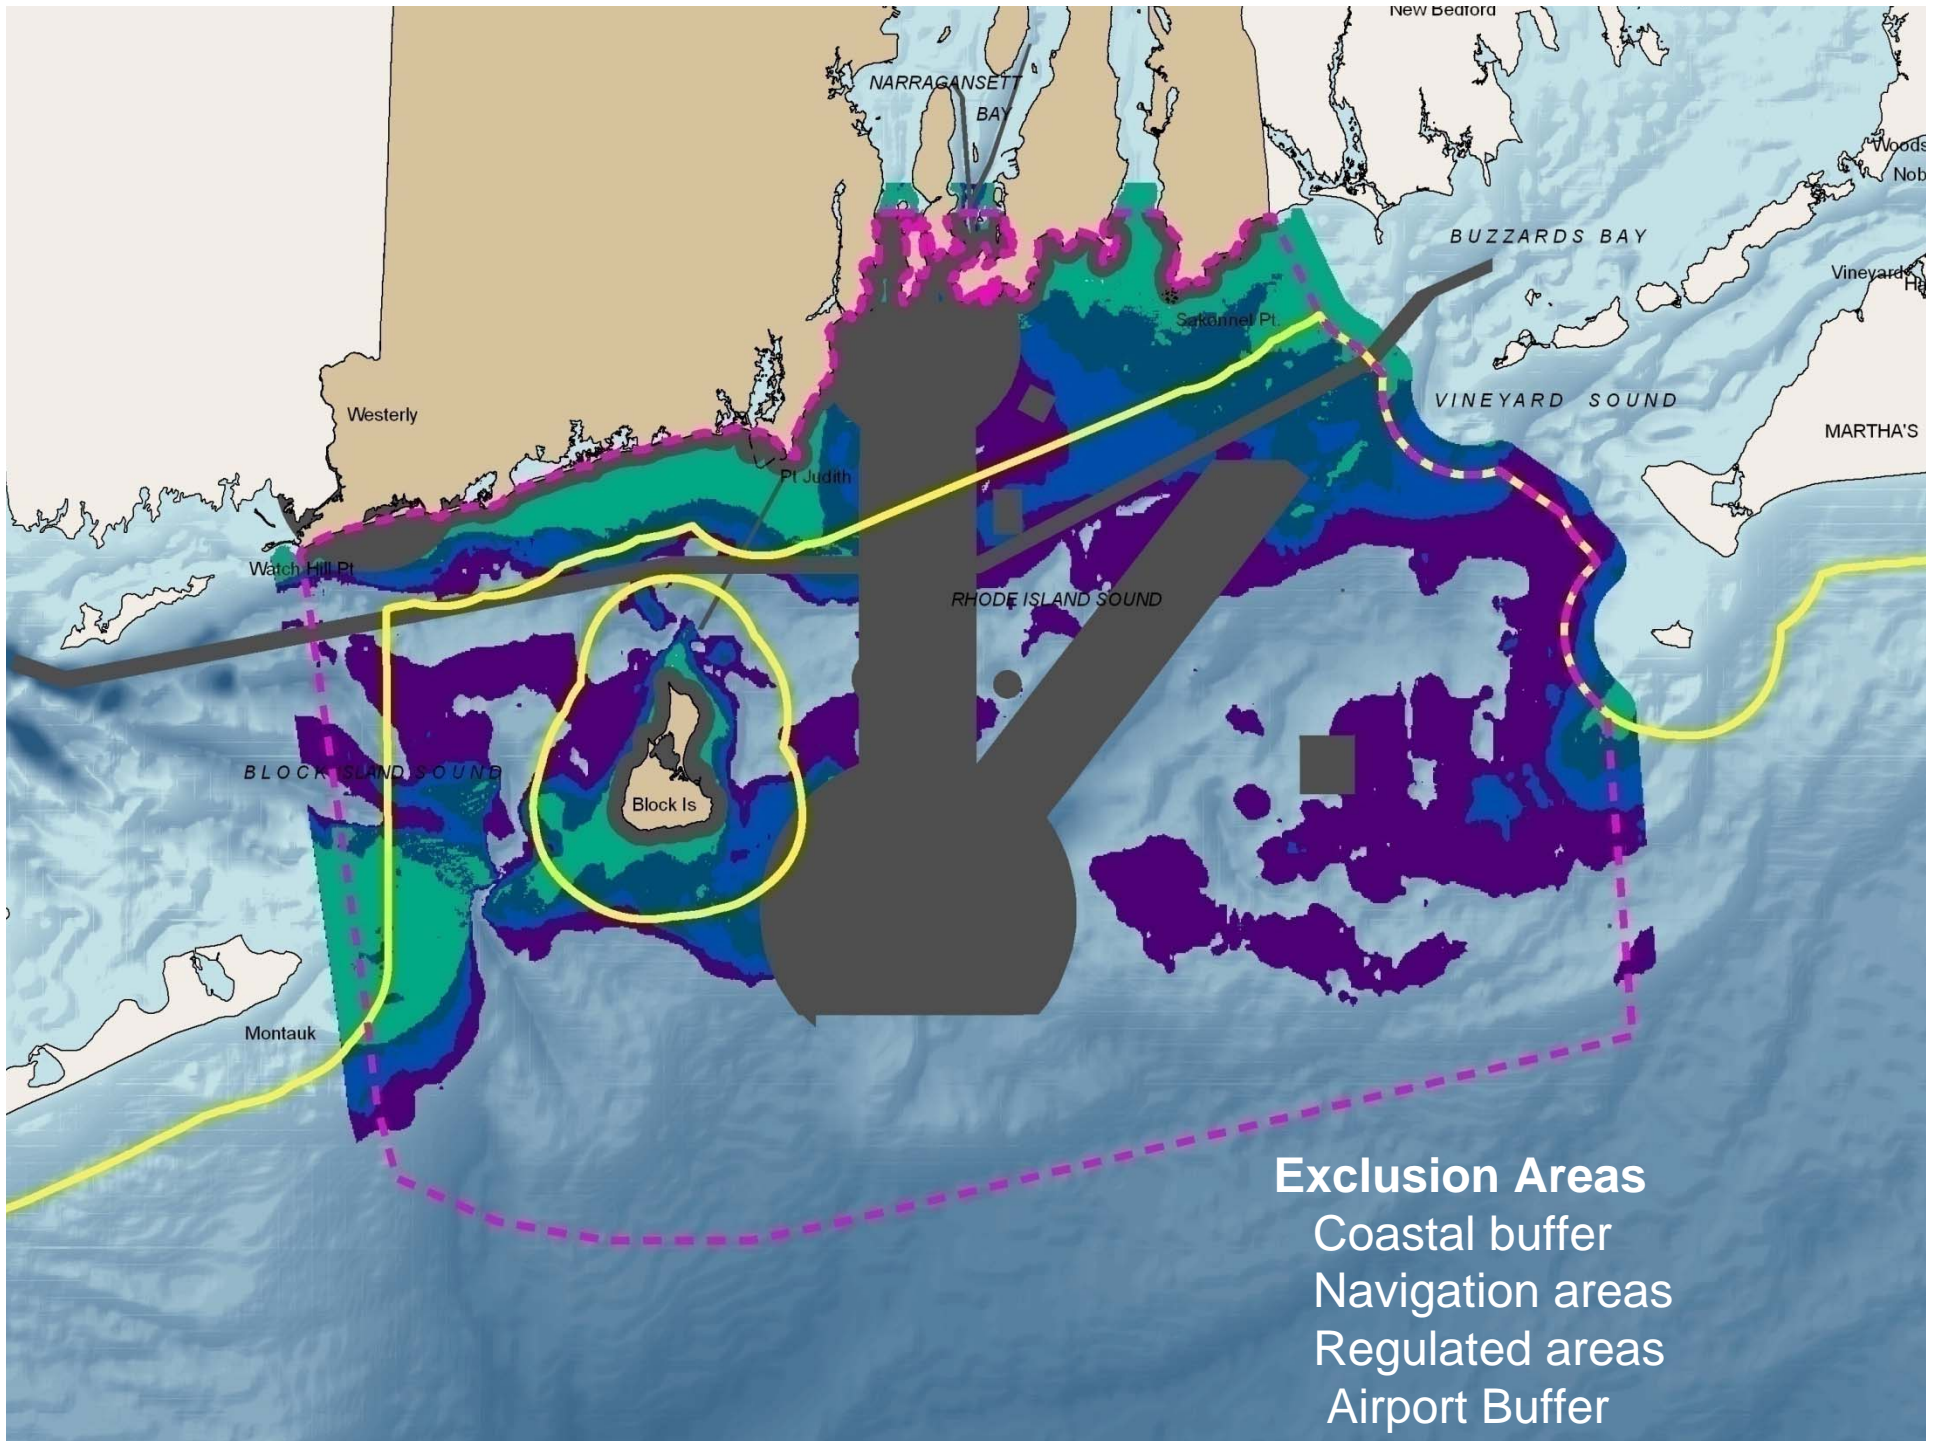 New Bedford
NARRAGANSETT
BAY
Woods
Nob
BUZZARDS BAY
Vineyard
Ha
Sakonnet Pt.
VINEYARD SOUND
Westerly
MARTHA'S
Pt Judith
Watch Hill Pt
RHODE ISLAND SOUND
BLOCK ISLAND SOUND
Block Is
Montauk
Exclusion Areas
Coastal buffer
Navigation areas
Regulated areas
Airport Buffer